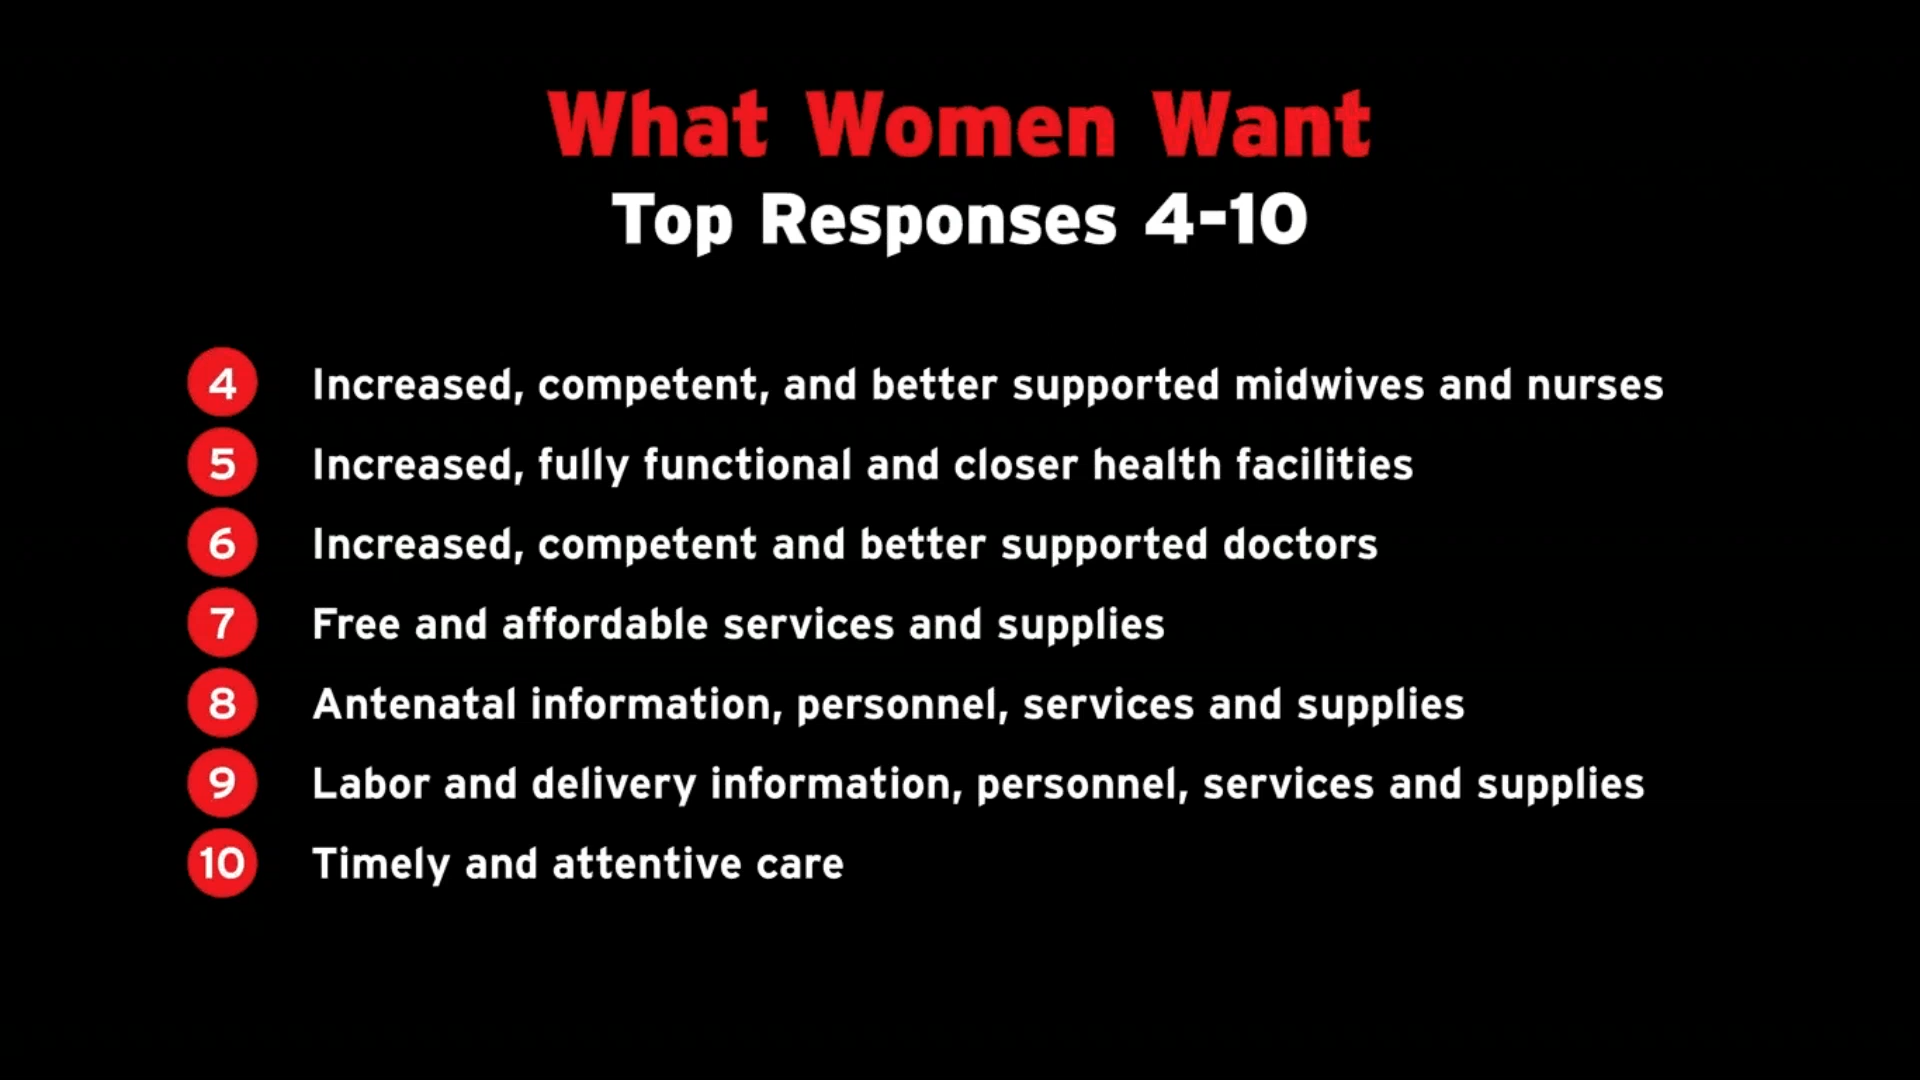 What Women Want
Top Responses 4-10
4 Increased, competent, and better supported midwives and nurses
5 Increased, fully functional and closer health facilities
6 Increased, competent and better supported doctors
7 Free and affordable services and supplies
8 Antenatal information, personnel, services and supplies
9 Labor and delivery information, personnel, services and supplies
10 Timely and attentive care